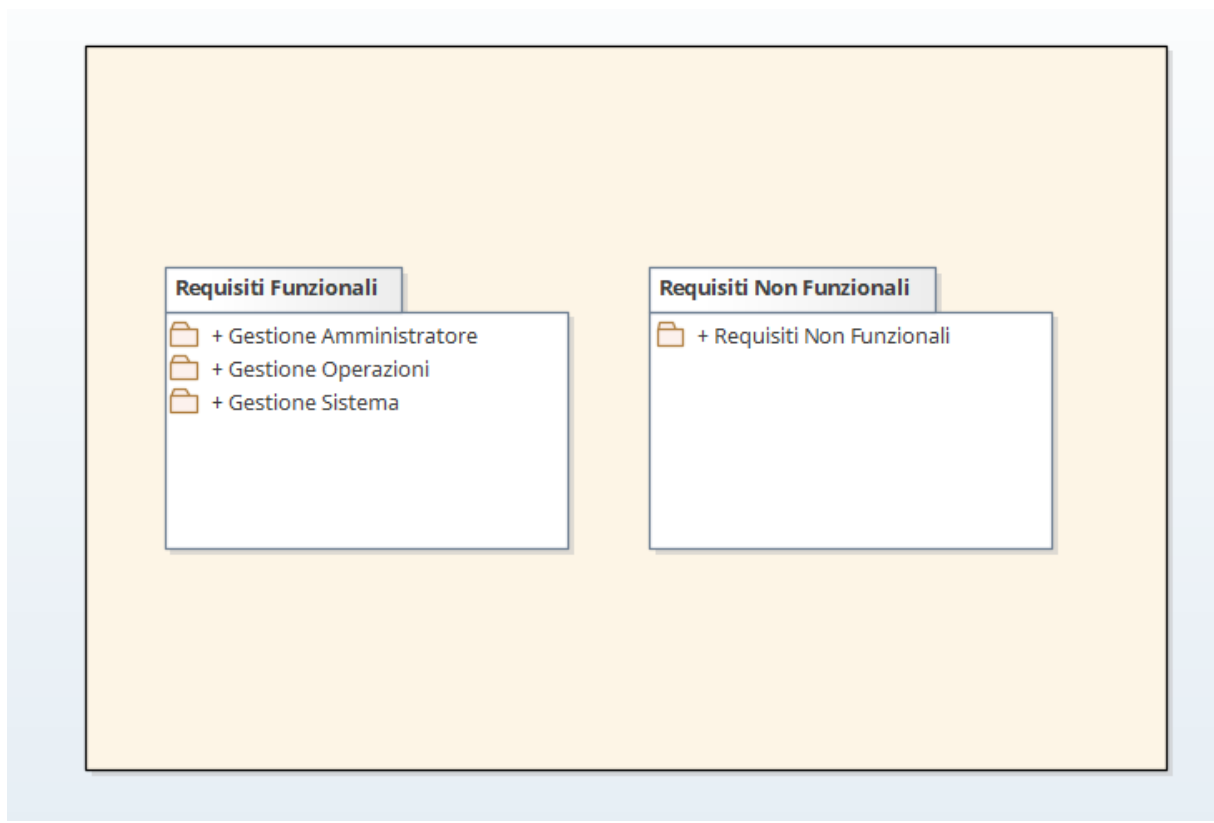 Requisiti Funzionali
+ Gestione Amministratore
+ Gestione Operazioni
+ Gestione Sistema
Requisiti Non Funzionali
+ Requisiti Non Funzionali